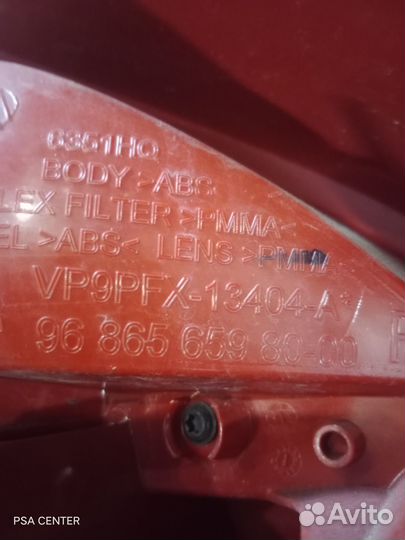 6351HQ
BODY >ABS
LEX FILTER >PMMA<
EL >ABS< LENS >PMMA
VP9PFX-13404-A
96 865 659 80-00
PSA CENTER
Avito